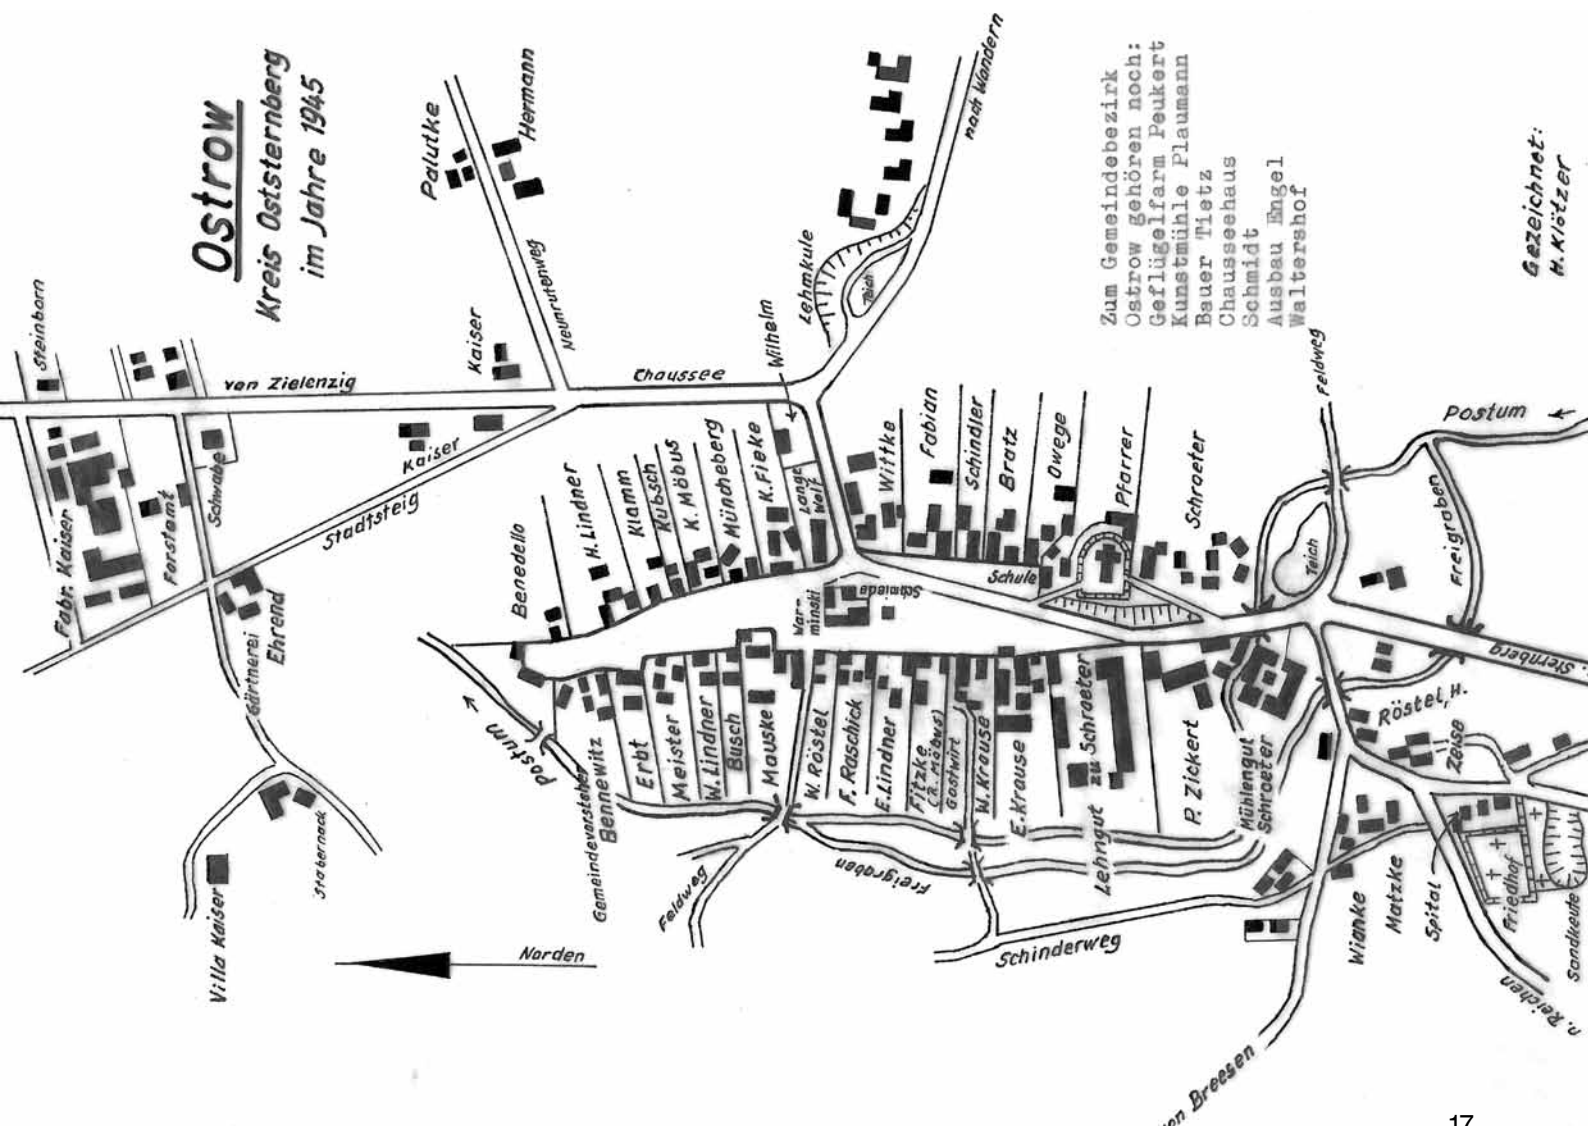 Ostrow
Kreis Oststernberg
im Jahre 1945
Zum Gemeindebezirk
Ostrow gehören noch:
Geflügelfarm Peukert
Kunstmühle Plaumann
Bauer Tietz
Chausseehaus
Schmidt
Ausbau Engel
Waltershof
Gezeichnet:
H. Klötzer
Steinborn
von Zielenzig
Fabr. Kaiser
Forstamt
Schwabe
Stadtsteig
Kaiser
Kaiser
Palutke
Hermann
Neunrutenweg
Chaussee
Wilhelm
Lehmkule
Teich
nach Wandern
Gärtnerei
Ehrend
Stabernack
Villa Kaiser
Norden
Benedello
H. Lindner
Klamm
Kubsch
K. Möbus
Müncheberg
K. Fieke
Lange
Wolf
Wittke
Fabian
Schindler
Bratz
Owege
Pfarrer
Schroeter
Schule
Schmiede
War-
minski
Feldweg
Postum
Freigraben
Teich
Sternberg
Postum
Gemeindevorsteher
Bennewitz
Erbt
Meister
W. Lindner
Busch
Mauske
W. Röstel
F. Raschick
E. Lindner
Fitzke
(R. Möbus)
Gastwirt
W. Krause
E. Krause
Lehngut
zu Schroeter
P. Zickert
Mühlengut
Schroeter
Röstel, H.
Zeise
Feldweg
Freigraben
Schinderweg
Wianke
Matzke
Spital
Friedhof
Sandkeute
n. Reichen
von Breesen
17